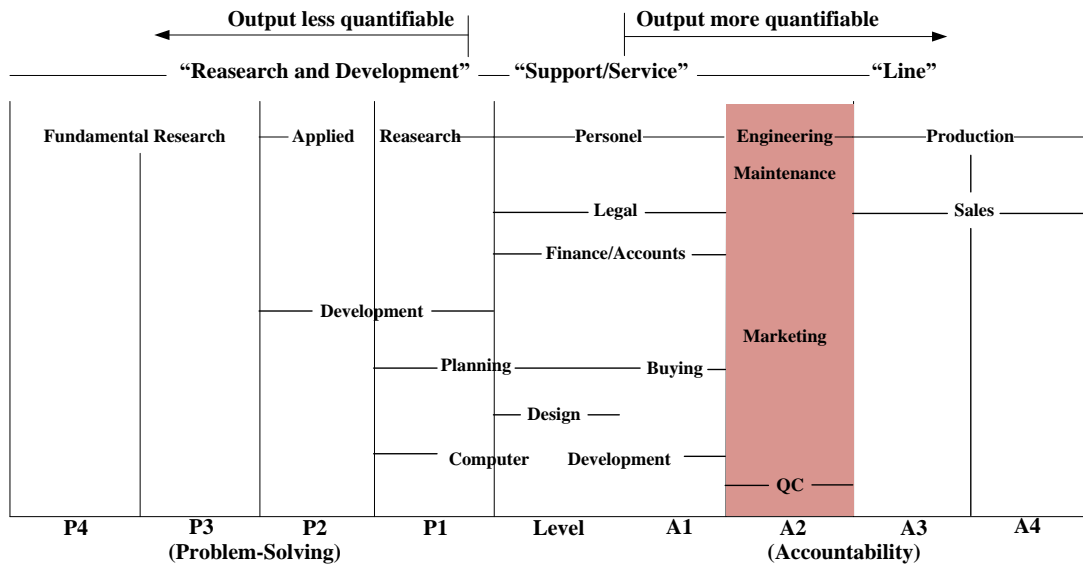 Output less quantifiable Output more quantifiable
“Reasearch and Development” “Support/Service” “Line”
Fundamental Research Applied Reasearch Personel Engineering Production
Maintenance
Legal Sales
Finance/Accounts
Development
Marketing
Planning Buying
Design
Computer Development
QC
P4 P3 P2 P1 Level A1 A2 A3 A4
(Problem-Solving) (Accountability)